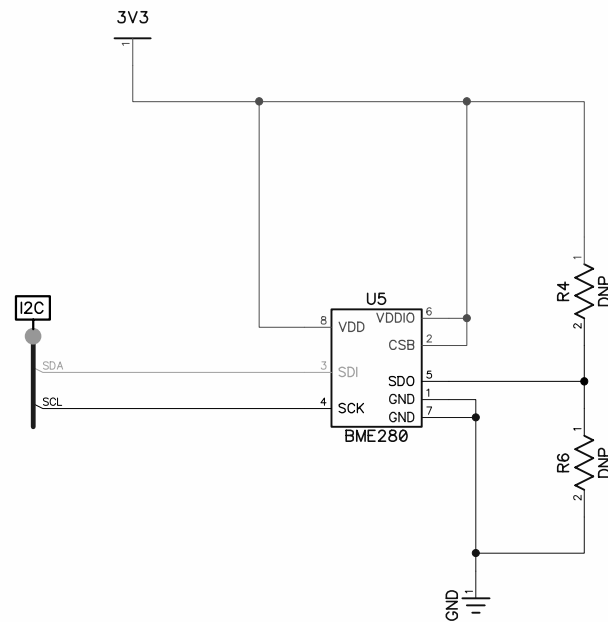 3V3
1
I2C
SDA
SCL
U5
8 VDD
VDDIO 6
CSB 2
3 SDI
SDO 5
4 SCK
GND 1
GND 7
BME280
1
R4
DNP
2
1
R6
DNP
2
GND
1